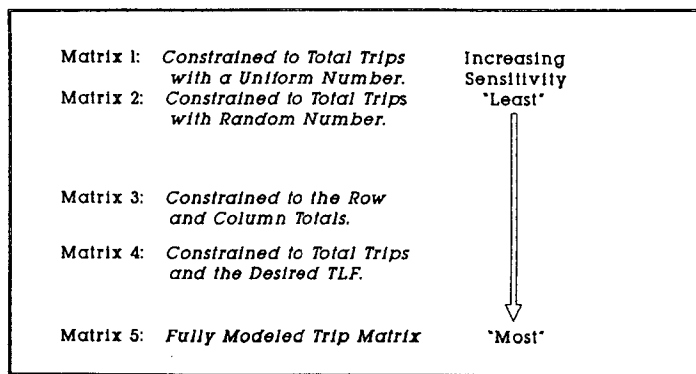 Matrix 1: Constrained to Total Trips
with a Uniform Number.
Matrix 2: Constrained to Total Trips
with Random Number.
Matrix 3: Constrained to the Row
and Column Totals.
Matrix 4: Constrained to Total Trips
and the Desired TLF.
Matrix 5: Fully Modeled Trip Matrix
Increasing
Sensitivity
"Least"
"Most"